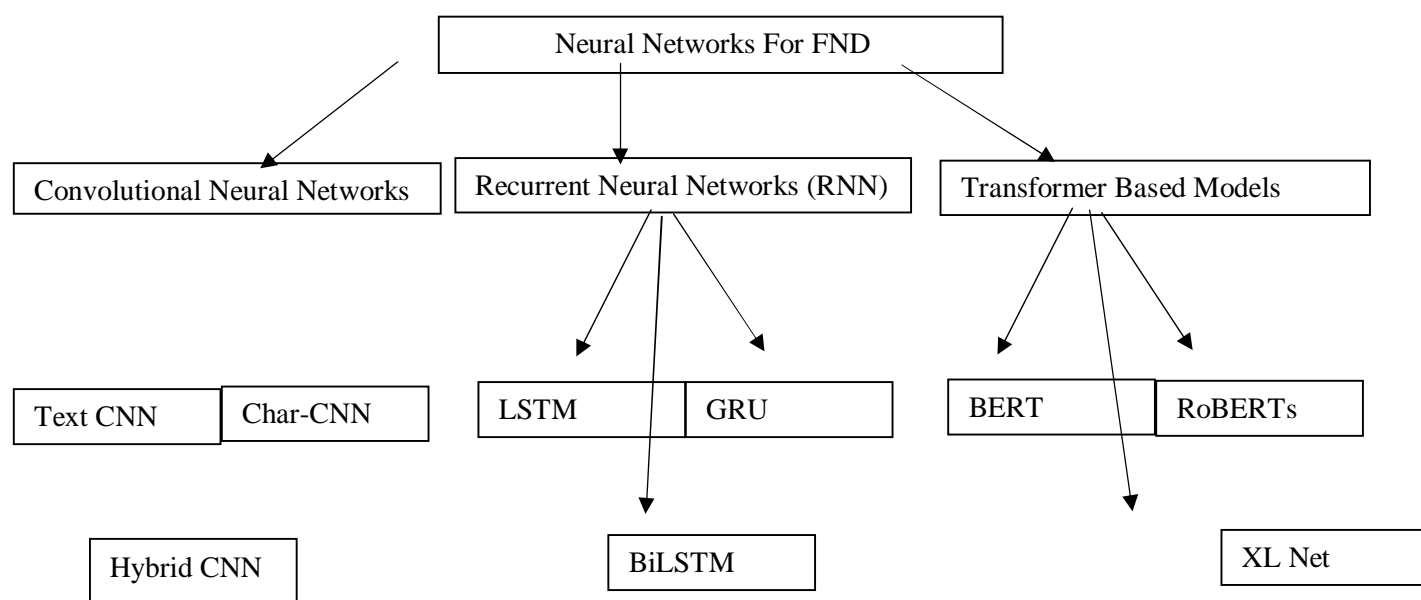 Neural Networks For FND
Convolutional Neural Networks
Recurrent Neural Networks (RNN)
Transformer Based Models
Text CNN
Char-CNN
LSTM
GRU
BERT
RoBERTs
Hybrid CNN
BiLSTM
XL Net